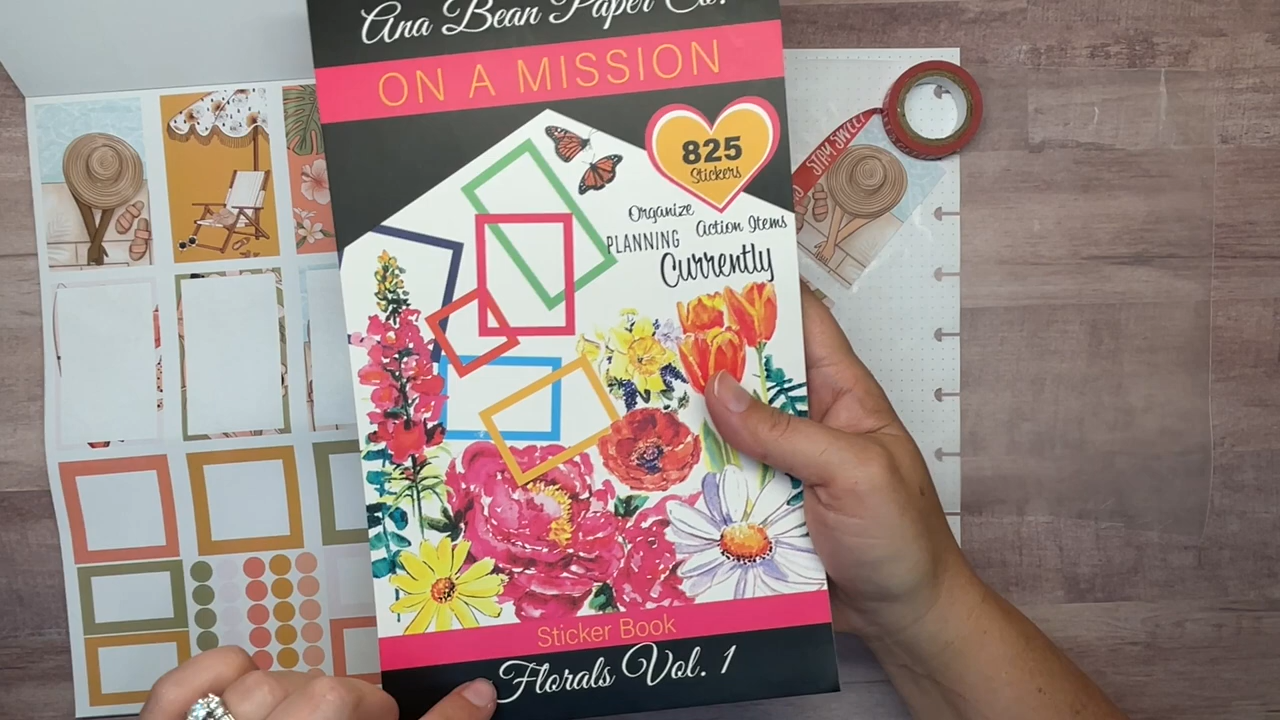 Ana Bean Paper Co.
ON A MISSION
825
Stickers
Organize
Action Items
PLANNING
Currently
STAY SWEET
Sticker Book
Florals Vol. 1